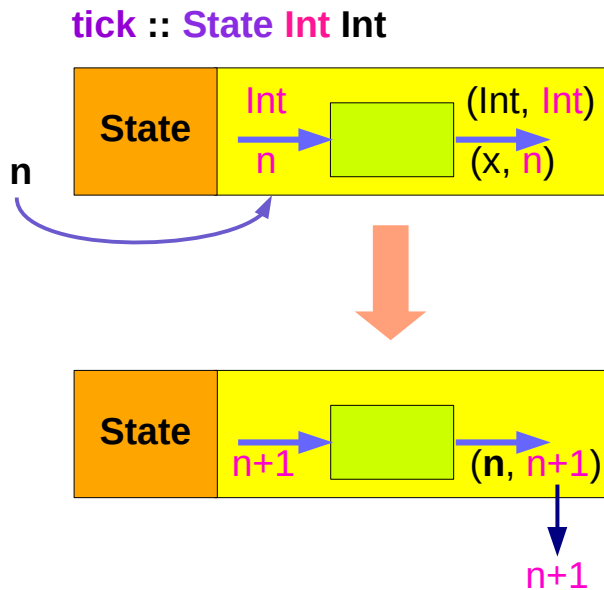 tick :: State Int Int
Int
(Int, Int)
State
n
n
(x, n)
State
n+1
(n, n+1)
n+1